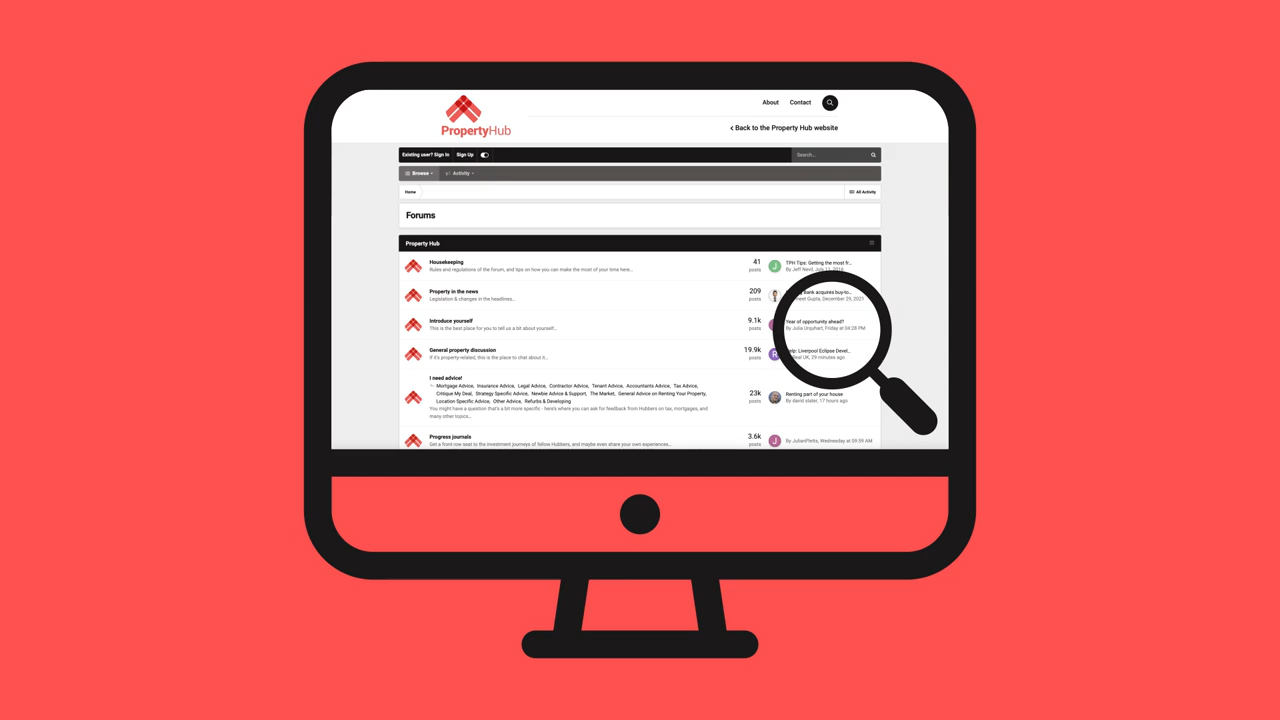 About Contact
PropertyHub
Back to the Property Hub website
Existing user? Sign In Sign Up
Search...
Browse Activity
Home
All Activity
Forums
Property Hub
Housekeeping
Rules and regulations of the forum, and tips on how you can make the most of your time here...
41
posts
J
TPH Tips: Getting the most fr...
By Jeff Nevil, July 13, 2018
Property in the news
Legislation & changes in the headlines...
209
posts
Bank acquires buy-to...
December 29, 2021
Introduce yourself
This is the best place for you to tell us a bit about yourself...
9.1k
posts
Year of opportunity ahead?
By Julia Urquhart, Friday at 04:28 PM
General property discussion
If it's property-related, this is the place to chat about it...
19.9k
posts
R
Liverpool Eclipse Devel...
UK, 29 minutes ago
I need advice!
Mortgage Advice, Insurance Advice, Legal Advice, Contractor Advice, Tenant Advice, Accountants Advice, Tax Advice,
Critique My Deal, Strategy Specific Advice, Newbie Advice & Support, The Market, General Advice on Renting Your Property,
Location Specific Advice, Other Advice, Refurbs & Developing
You might have a question that's a bit more specific - here's where you can ask for feedback from Hubbers on tax, mortgages, and
many other topics...
23k
posts
Renting part of your house
By david slater, 17 hours ago
Progress journals
Get a front row seat to the investment journeys of fellow Hubbers, and maybe even share your own experiences...
3.6k
posts
J
By JulianPletts, Wednesday at 09:59 AM